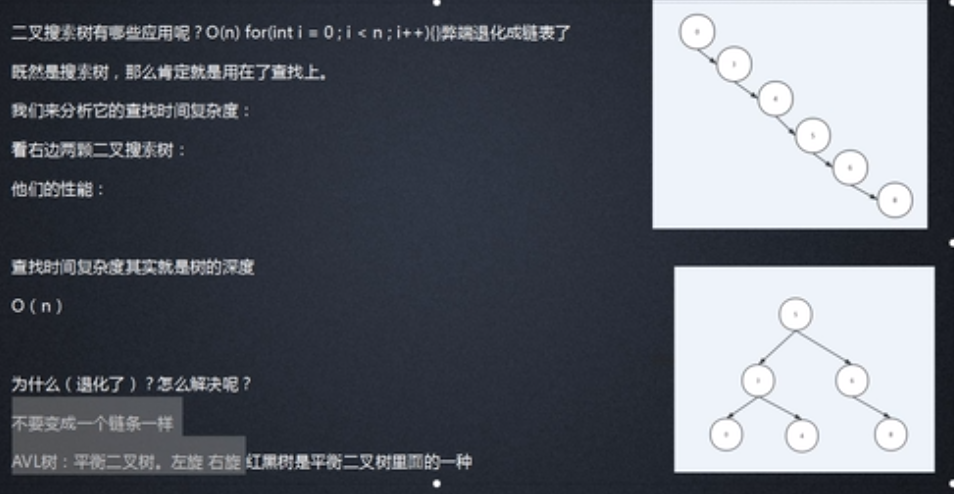 二叉搜索树有哪些应用呢？O(n) for(int i = 0 ; i < n ; i++){}弊端退化成链表了
既然是搜索树，那么肯定就是用在了查找上。
我们来分析它的查找时间复杂度：
看右边两颗二叉搜索树：
他们的性能：
查找时间复杂度其实就是树的深度
O（n）
为什么（退化了）？怎么解决呢？
不要变成一个链条一样
AVL树：平衡二叉树。左旋 右旋 红黑树是平衡二叉树里面的一种